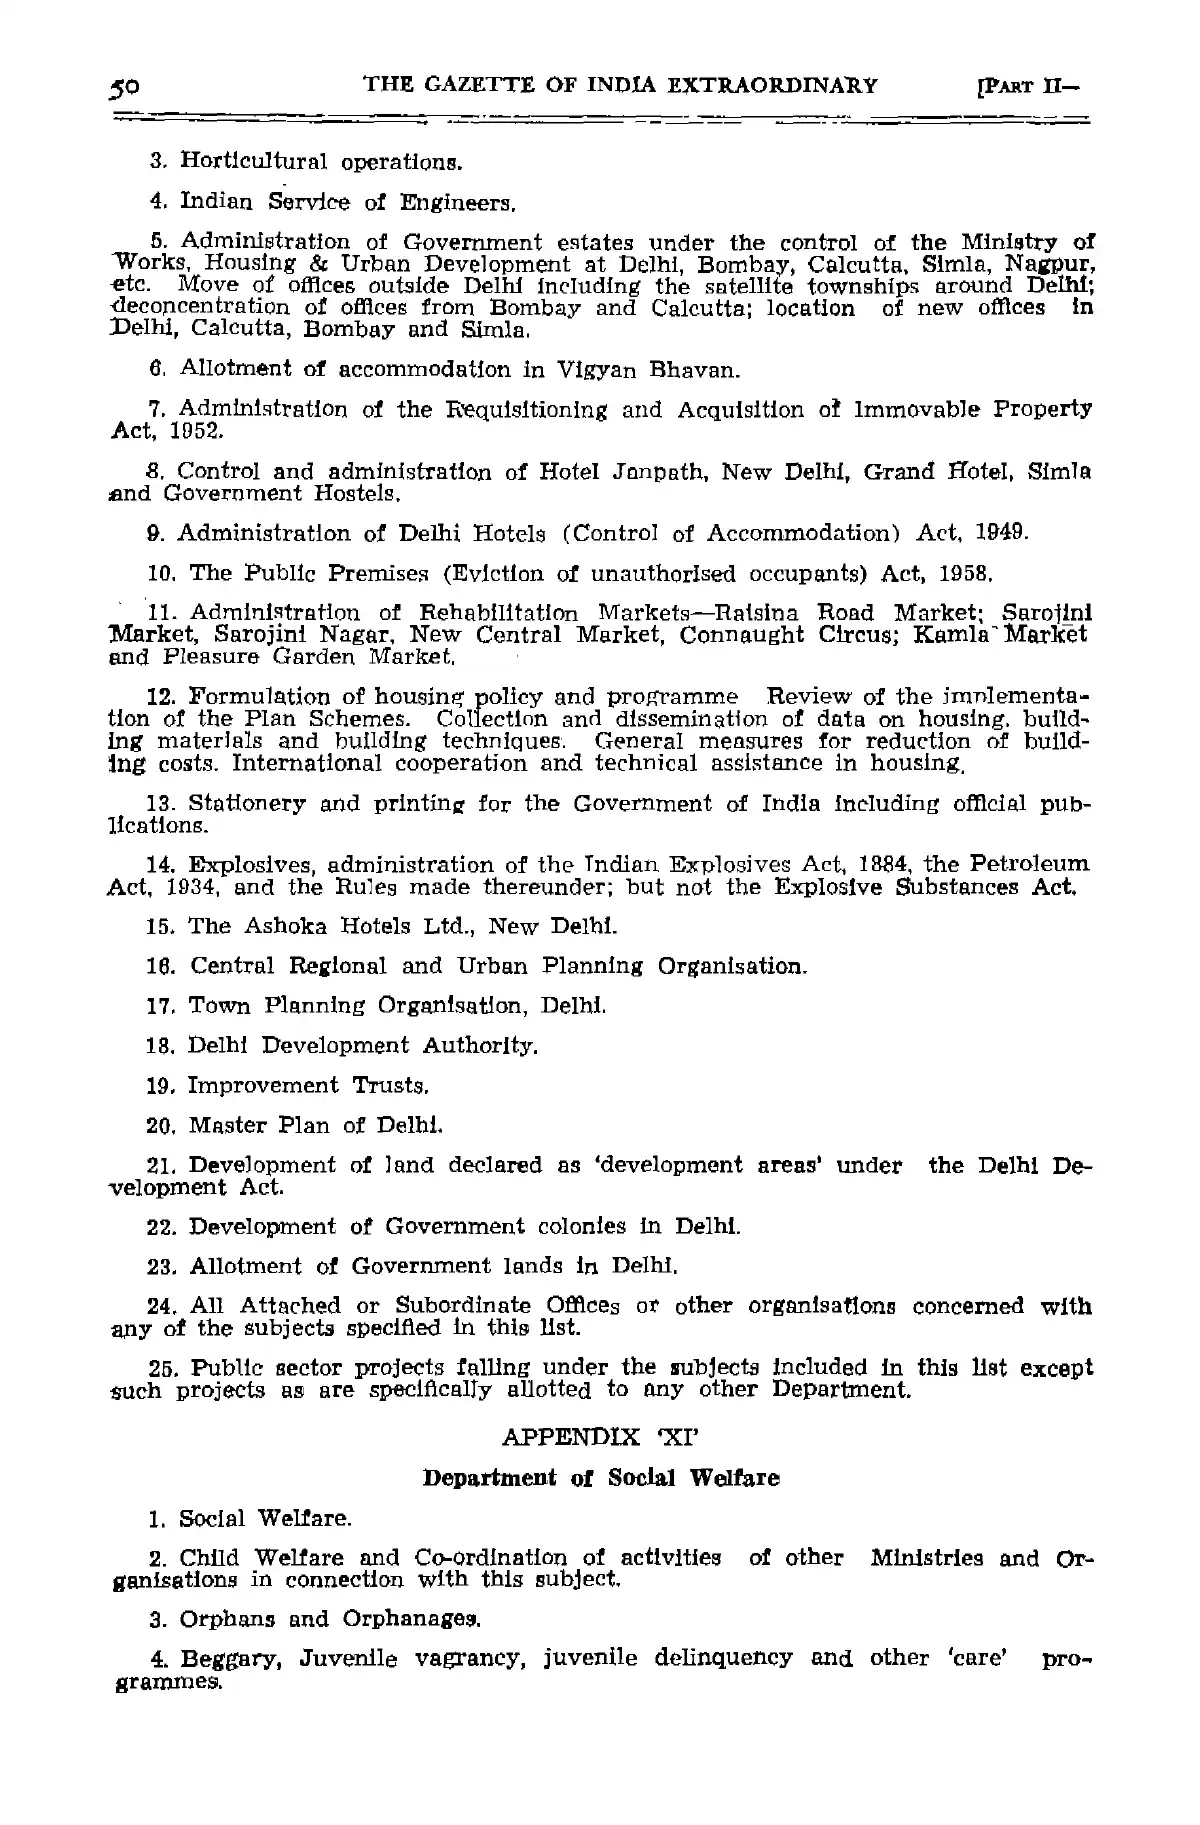 50 THE GAZETTE OF INDIA EXTRAORDINARY [PART II—
3. Horticultural operations.
4. Indian Service of Engineers.
5. Administration of Government estates under the control of the Ministry of
Works, Housing & Urban Development at Delhi, Bombay, Calcutta, Simla, Nagpur,
etc. Move of offices outside Delhi including the satellite townships around Delhi;
deconcentration of offices from Bombay and Calcutta; location of new offices in
Delhi, Calcutta, Bombay and Simla.
6. Allotment of accommodation in Vigyan Bhavan.
7. Administration of the Requisitioning and Acquisition of Immovable Property
Act, 1952.
8. Control and administration of Hotel Janpath, New Delhi, Grand Hotel, Simla
and Government Hostels.
9. Administration of Delhi Hotels (Control of Accommodation) Act, 1949.
10. The Public Premises (Eviction of unauthorised occupants) Act, 1958.
11. Administration of Rehabilitation Markets—Raisina Road Market; Sarojini
Market, Sarojini Nagar, New Central Market, Connaught Circus; Kamla Market
and Pleasure Garden Market.
12. Formulation of housing policy and programme Review of the implementa-
tion of the Plan Schemes. Collection and dissemination of data on housing, build-
ing materials and building techniques. General measures for reduction of build-
ing costs. International cooperation and technical assistance in housing.
13. Stationery and printing for the Government of India including official pub-
lications.
14. Explosives, administration of the Indian Explosives Act, 1884, the Petroleum
Act, 1934, and the Rules made thereunder; but not the Explosive Substances Act.
15. The Ashoka Hotels Ltd., New Delhi.
16. Central Regional and Urban Planning Organisation.
17. Town Planning Organisation, Delhi.
18. Delhi Development Authority.
19. Improvement Trusts.
20. Master Plan of Delhi.
21. Development of land declared as ‘development areas’ under the Delhi De-
velopment Act.
22. Development of Government colonies in Delhi.
23. Allotment of Government lands in Delhi.
24. All Attached or Subordinate Offices or other organisations concerned with
any of the subjects specified in this list.
25. Public sector projects falling under the subjects included in this list except
such projects as are specifically allotted to any other Department.
APPENDIX ‘XI’
Department of Social Welfare
1. Social Welfare.
2. Child Welfare and Co-ordination of activities of other Ministries and Or-
ganisations in connection with this subject.
3. Orphans and Orphanages.
4. Beggary, Juvenile vagrancy, juvenile delinquency and other ‘care’ pro-
grammes.